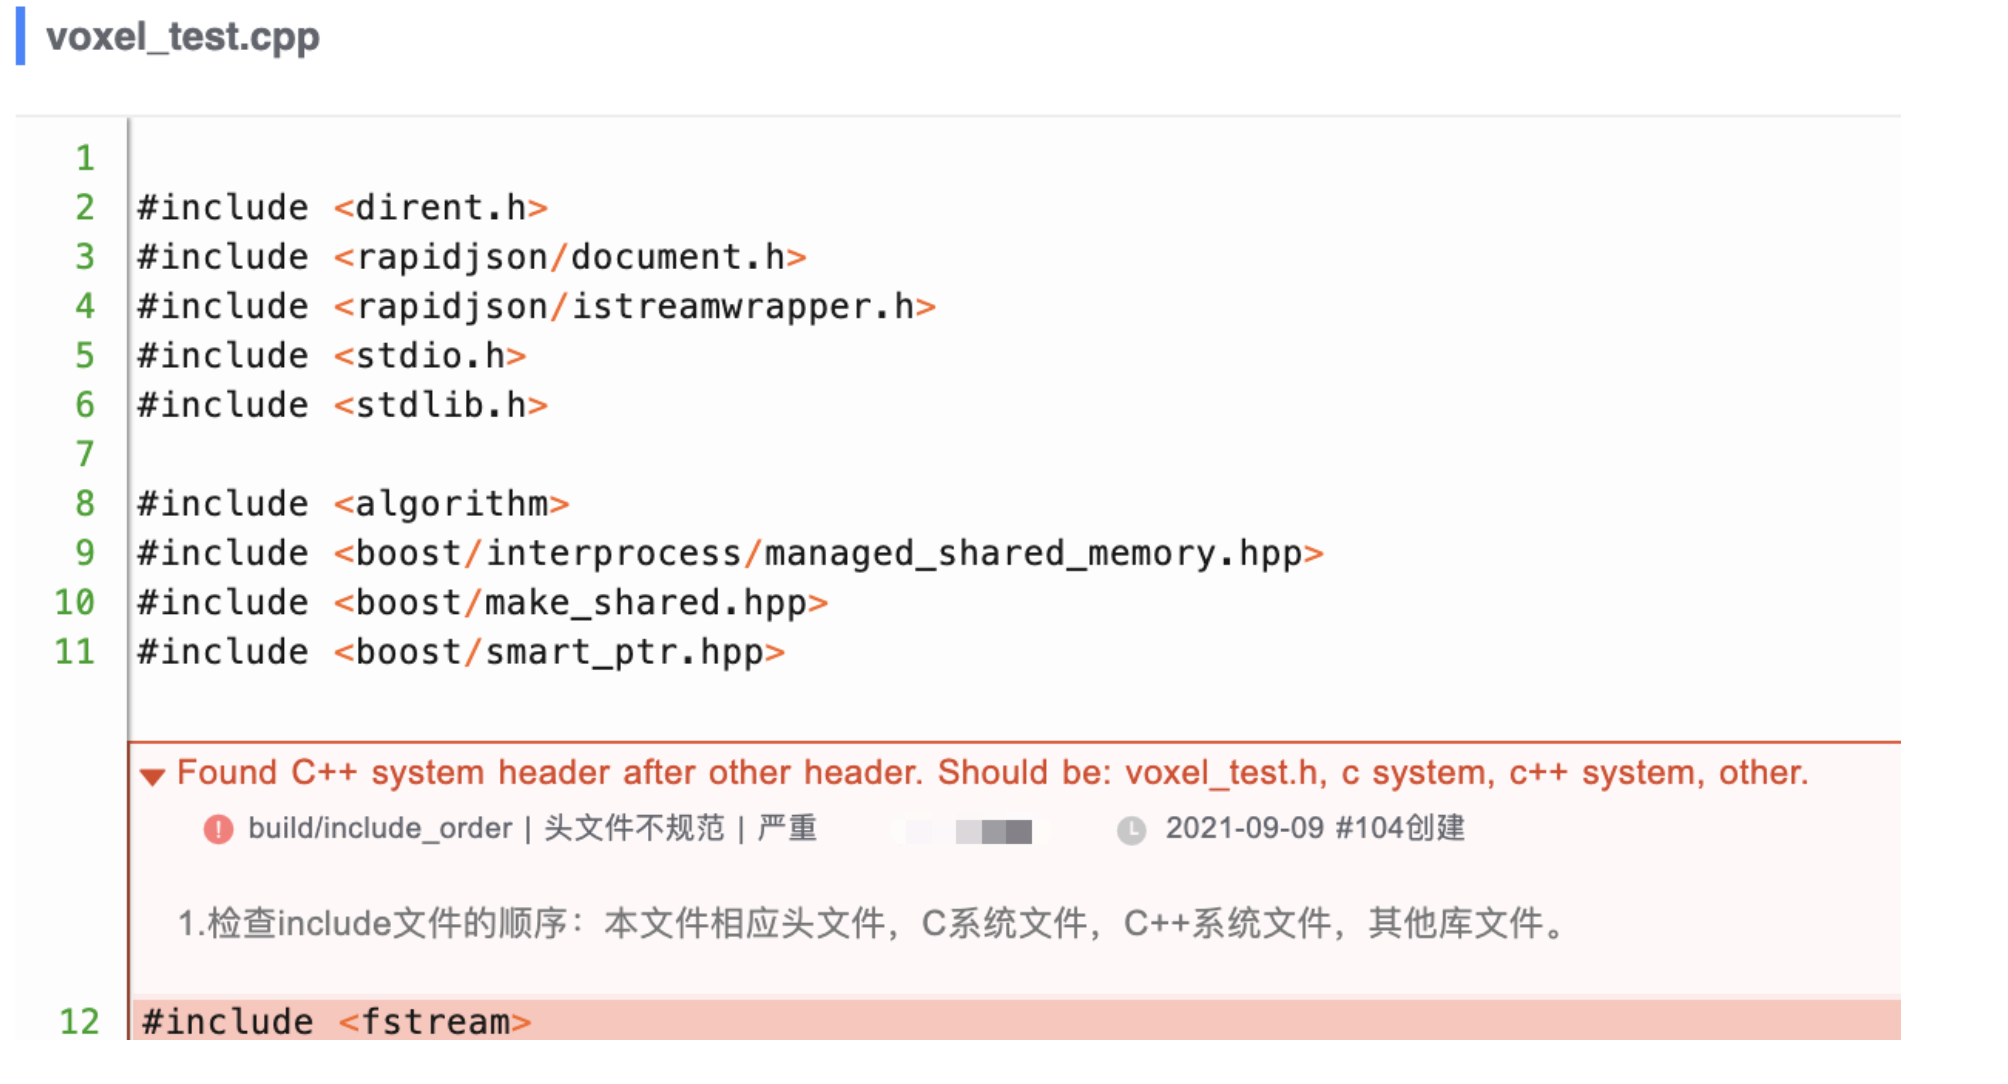 voxel_test.cpp
1
2 #include <dirent.h>
3 #include <rapidjson/document.h>
4 #include <rapidjson/istreamwrapper.h>
5 #include <stdio.h>
6 #include <stdlib.h>
7
8 #include <algorithm>
9 #include <boost/interprocess/managed_shared_memory.hpp>
10 #include <boost/make_shared.hpp>
11 #include <boost/smart_ptr.hpp>
Found C++ system header after other header. Should be: voxel_test.h, c system, c++ system, other.
build/include_order | 头文件不规范 | 严重 2021-09-09 #104创建
1.检查include文件的顺序：本文件相应头文件，C系统文件，C++系统文件，其他库文件。
12 #include <fstream>